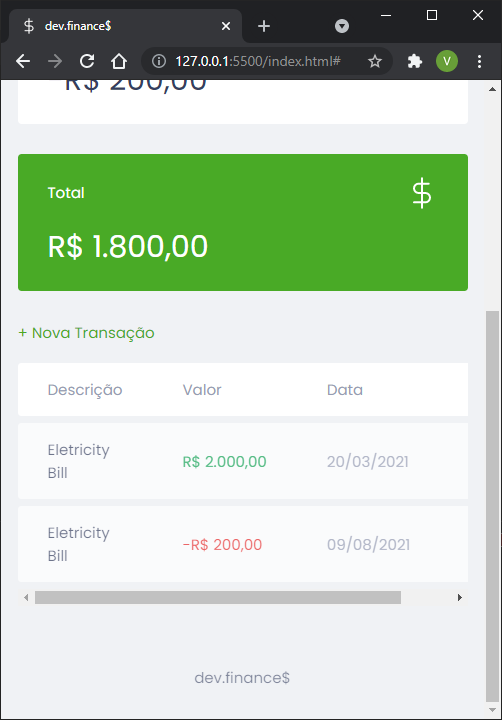 dev.finance$
127.0.0.1:5500/index.html#
V
R$ 200,00
Total
R$ 1.800,00
+ Nova Transação
Descrição Valor Data
Eletricity
Bill
R$ 2.000,00 20/03/2021
Eletricity
Bill
-R$ 200,00 09/08/2021
dev.finance$